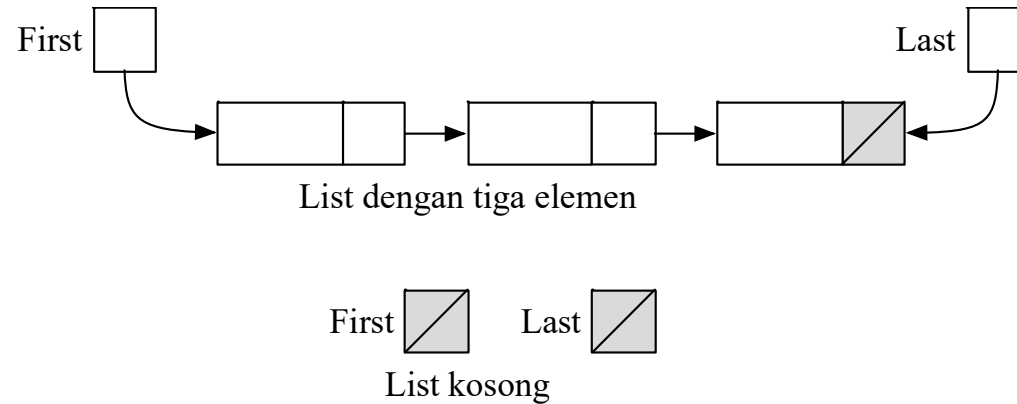 First
Last
List dengan tiga elemen
First
Last
List kosong